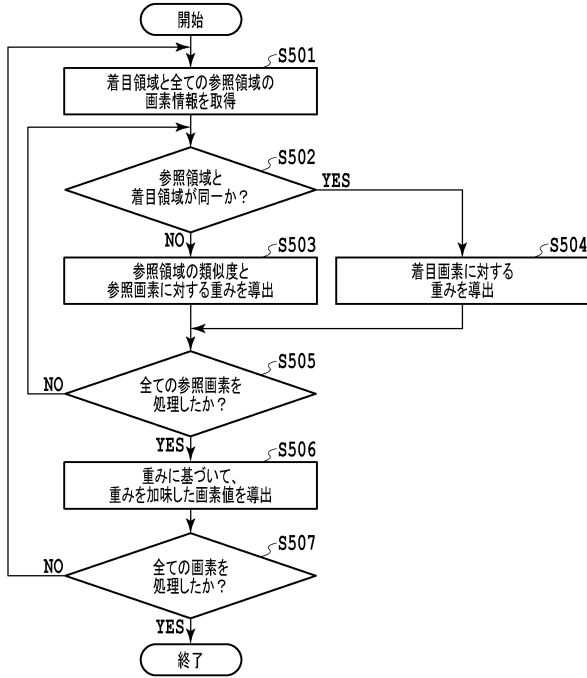 開始
S501
着目領域と全ての参照領域の
画素情報を取得
S502
参照領域と
着目領域が同一か？
YES
NO
S503
参照領域の類似度と
参照画素に対する重みを導出
S504
着目画素に対する
重みを導出
S505
全ての参照画素を
処理したか？
NO
YES
S506
重みに基づいて、
重みを加味した画素値を導出
S507
全ての画素を
処理したか？
NO
YES
終了